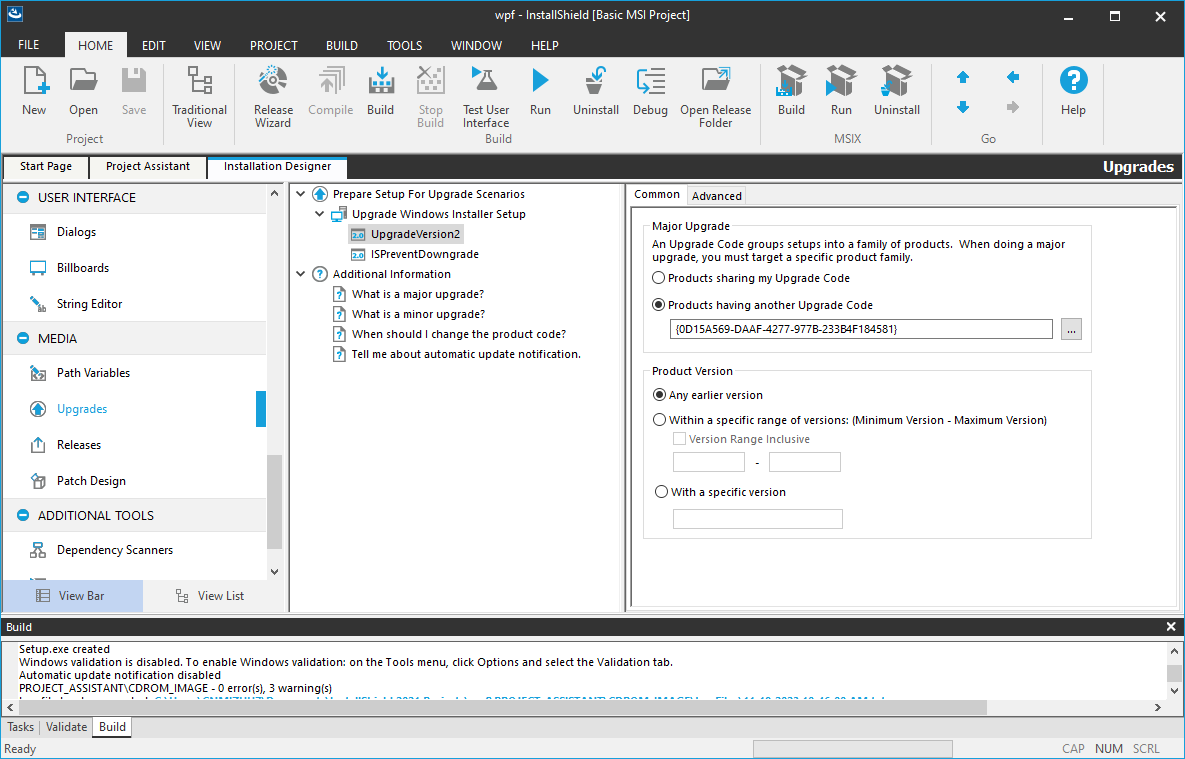 wpf - InstallShield [Basic MSI Project]
FILE HOME EDIT VIEW PROJECT BUILD TOOLS WINDOW HELP
New Open Save Traditional View Release Wizard Compile Build Stop Build Test User Interface Run Uninstall Debug Open Release Folder Build Run Uninstall Help
Project Build MSIX Go
Start Page Project Assistant Installation Designer Upgrades
USER INTERFACE
Dialogs
Billboards
String Editor
MEDIA
Path Variables
Upgrades
Releases
Patch Design
ADDITIONAL TOOLS
Dependency Scanners
View Bar View List
Prepare Setup For Upgrade Scenarios
Upgrade Windows Installer Setup
2.0 UpgradeVersion2
2.0 ISPreventDowngrade
Additional Information
What is a major upgrade?
What is a minor upgrade?
When should I change the product code?
Tell me about automatic update notification.
Common Advanced
Major Upgrade
An Upgrade Code groups setups into a family of products. When doing a major
upgrade, you must target a specific product family.
Products sharing my Upgrade Code
Products having another Upgrade Code
{0D15A569-DAAF-4277-977B-233B4F184581}
...
Product Version
Any earlier version
Within a specific range of versions: (Minimum Version - Maximum Version)
Version Range Inclusive
-
With a specific version
Build
Setup.exe created
Windows validation is disabled. To enable Windows validation: on the Tools menu, click Options and select the Validation tab.
Automatic update notification disabled
PROJECT_ASSISTANT\CDROM_IMAGE - 0 error(s), 3 warning(s)
Tasks Validate Build
Ready CAP NUM SCRL